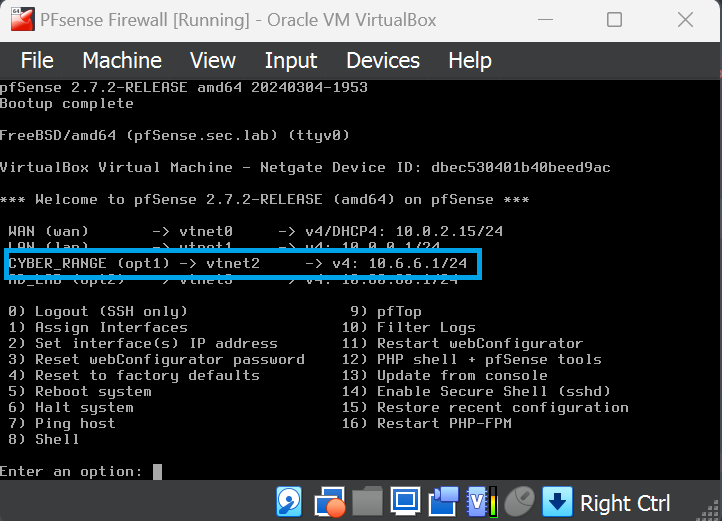 PFsense Firewall [Running] - Oracle VM VirtualBox
File Machine View Input Devices Help
pfSense 2.7.2-RELEASE amd64 20240304-1953
Bootup complete
FreeBSD/amd64 (pfSense.sec.lab) (ttyv0)
VirtualBox Virtual Machine - Netgate Device ID: dbec530401b40beed9ac
*** Welcome to pfSense 2.7.2-RELEASE (amd64) on pfSense ***
WAN (wan) -> vtnet0 -> v4/DHCP4: 10.0.2.15/24
LAN (lan) -> vtnet1 -> v4: 10.0.0.1/24
CYBER_RANGE (opt1) -> vtnet2 -> v4: 10.6.6.1/24
AD_LAB (opt2) -> vtnet3 -> v4: 10.80.80.1/24
0) Logout (SSH only) 9) pfTop
1) Assign Interfaces 10) Filter Logs
2) Set interface(s) IP address 11) Restart webConfigurator
3) Reset webConfigurator password 12) PHP shell + pfSense tools
4) Reset to factory defaults 13) Update from console
5) Reboot system 14) Enable Secure Shell (sshd)
6) Halt system 15) Restore recent configuration
7) Ping host 16) Restart PHP-FPM
8) Shell
Enter an option:
Right Ctrl